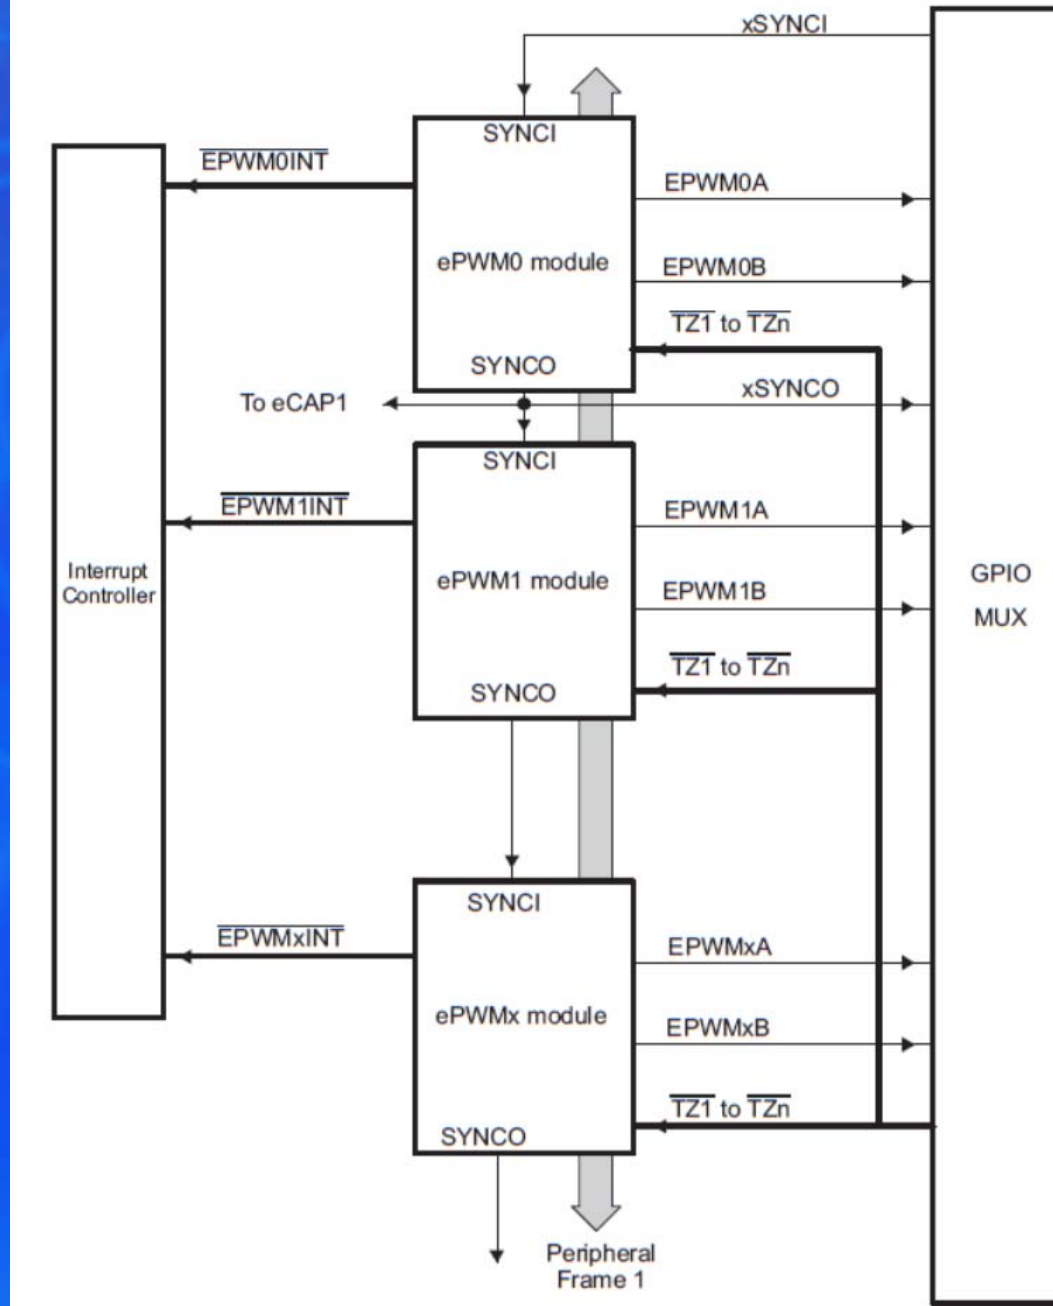 xSYNCI
SYNCI
EPWM0INT
EPWM0A
ePWM0 module
EPWM0B
TZ1 to TZn
SYNCO
To eCAP1
xSYNCO
SYNCI
EPWM1INT
EPWM1A
Interrupt
Controller
ePWM1 module
GPIO
MUX
EPWM1B
TZ1 to TZn
SYNCO
SYNCI
EPWMxINT
EPWMxA
ePWMx module
EPWMxB
TZ1 to TZn
SYNCO
Peripheral
Frame 1